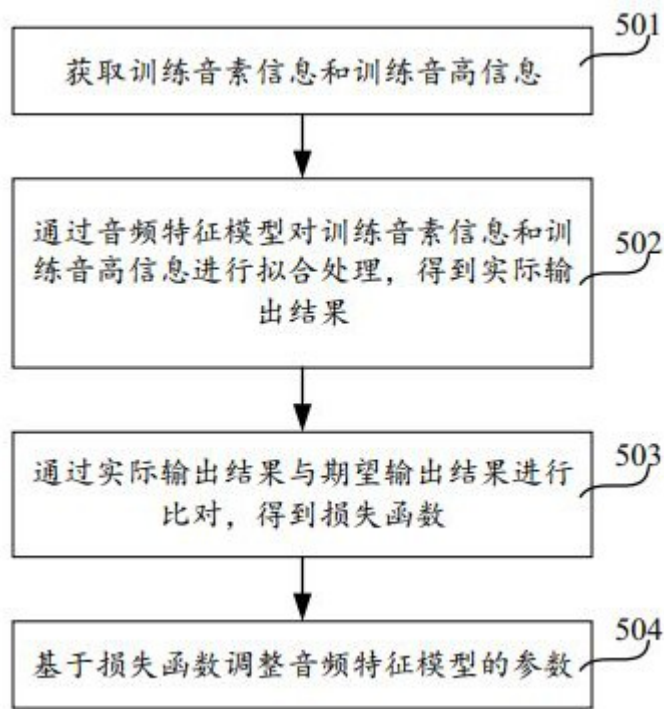 501
获取训练音素信息和训练音高信息
通过音频特征模型对训练音素信息和训
练音高信息进行拟合处理，得到实际输
出结果
502
通过实际输出结果与期望输出结果进行
比对，得到损失函数
503
504
基于损失函数调整音频特征模型的参数